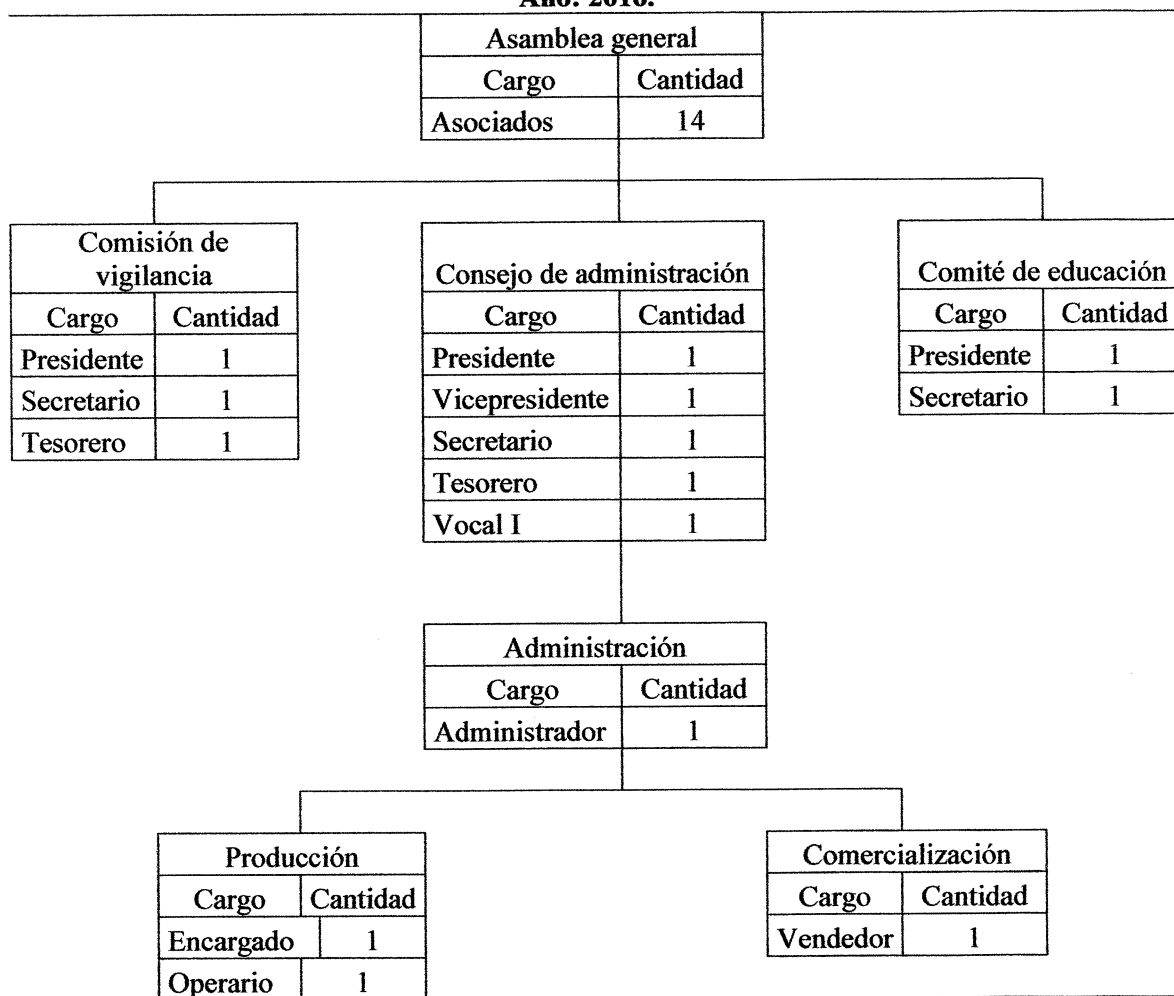 Año: 2016.
Asamblea general
Cargo Cantidad
Asociados 14
Comisión de
vigilancia
Cargo Cantidad
Presidente 1
Secretario 1
Tesorero 1
Consejo de administración
Cargo Cantidad
Presidente 1
Vicepresidente 1
Secretario 1
Tesorero 1
Vocal I 1
Comité de educación
Cargo Cantidad
Presidente 1
Secretario 1
Administración
Cargo Cantidad
Administrador 1
Producción
Cargo Cantidad
Encargado 1
Operario 1
Comercialización
Cargo Cantidad
Vendedor 1